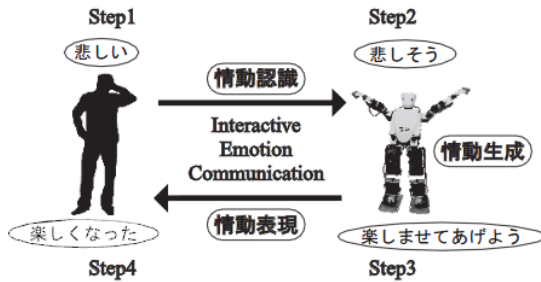 Step1
Step2
悲しい
悲しそう
情動認識
Interactive
Emotion
Communication
情動生成
情動表現
楽しくなった
楽しませてあげよう
Step4
Step3